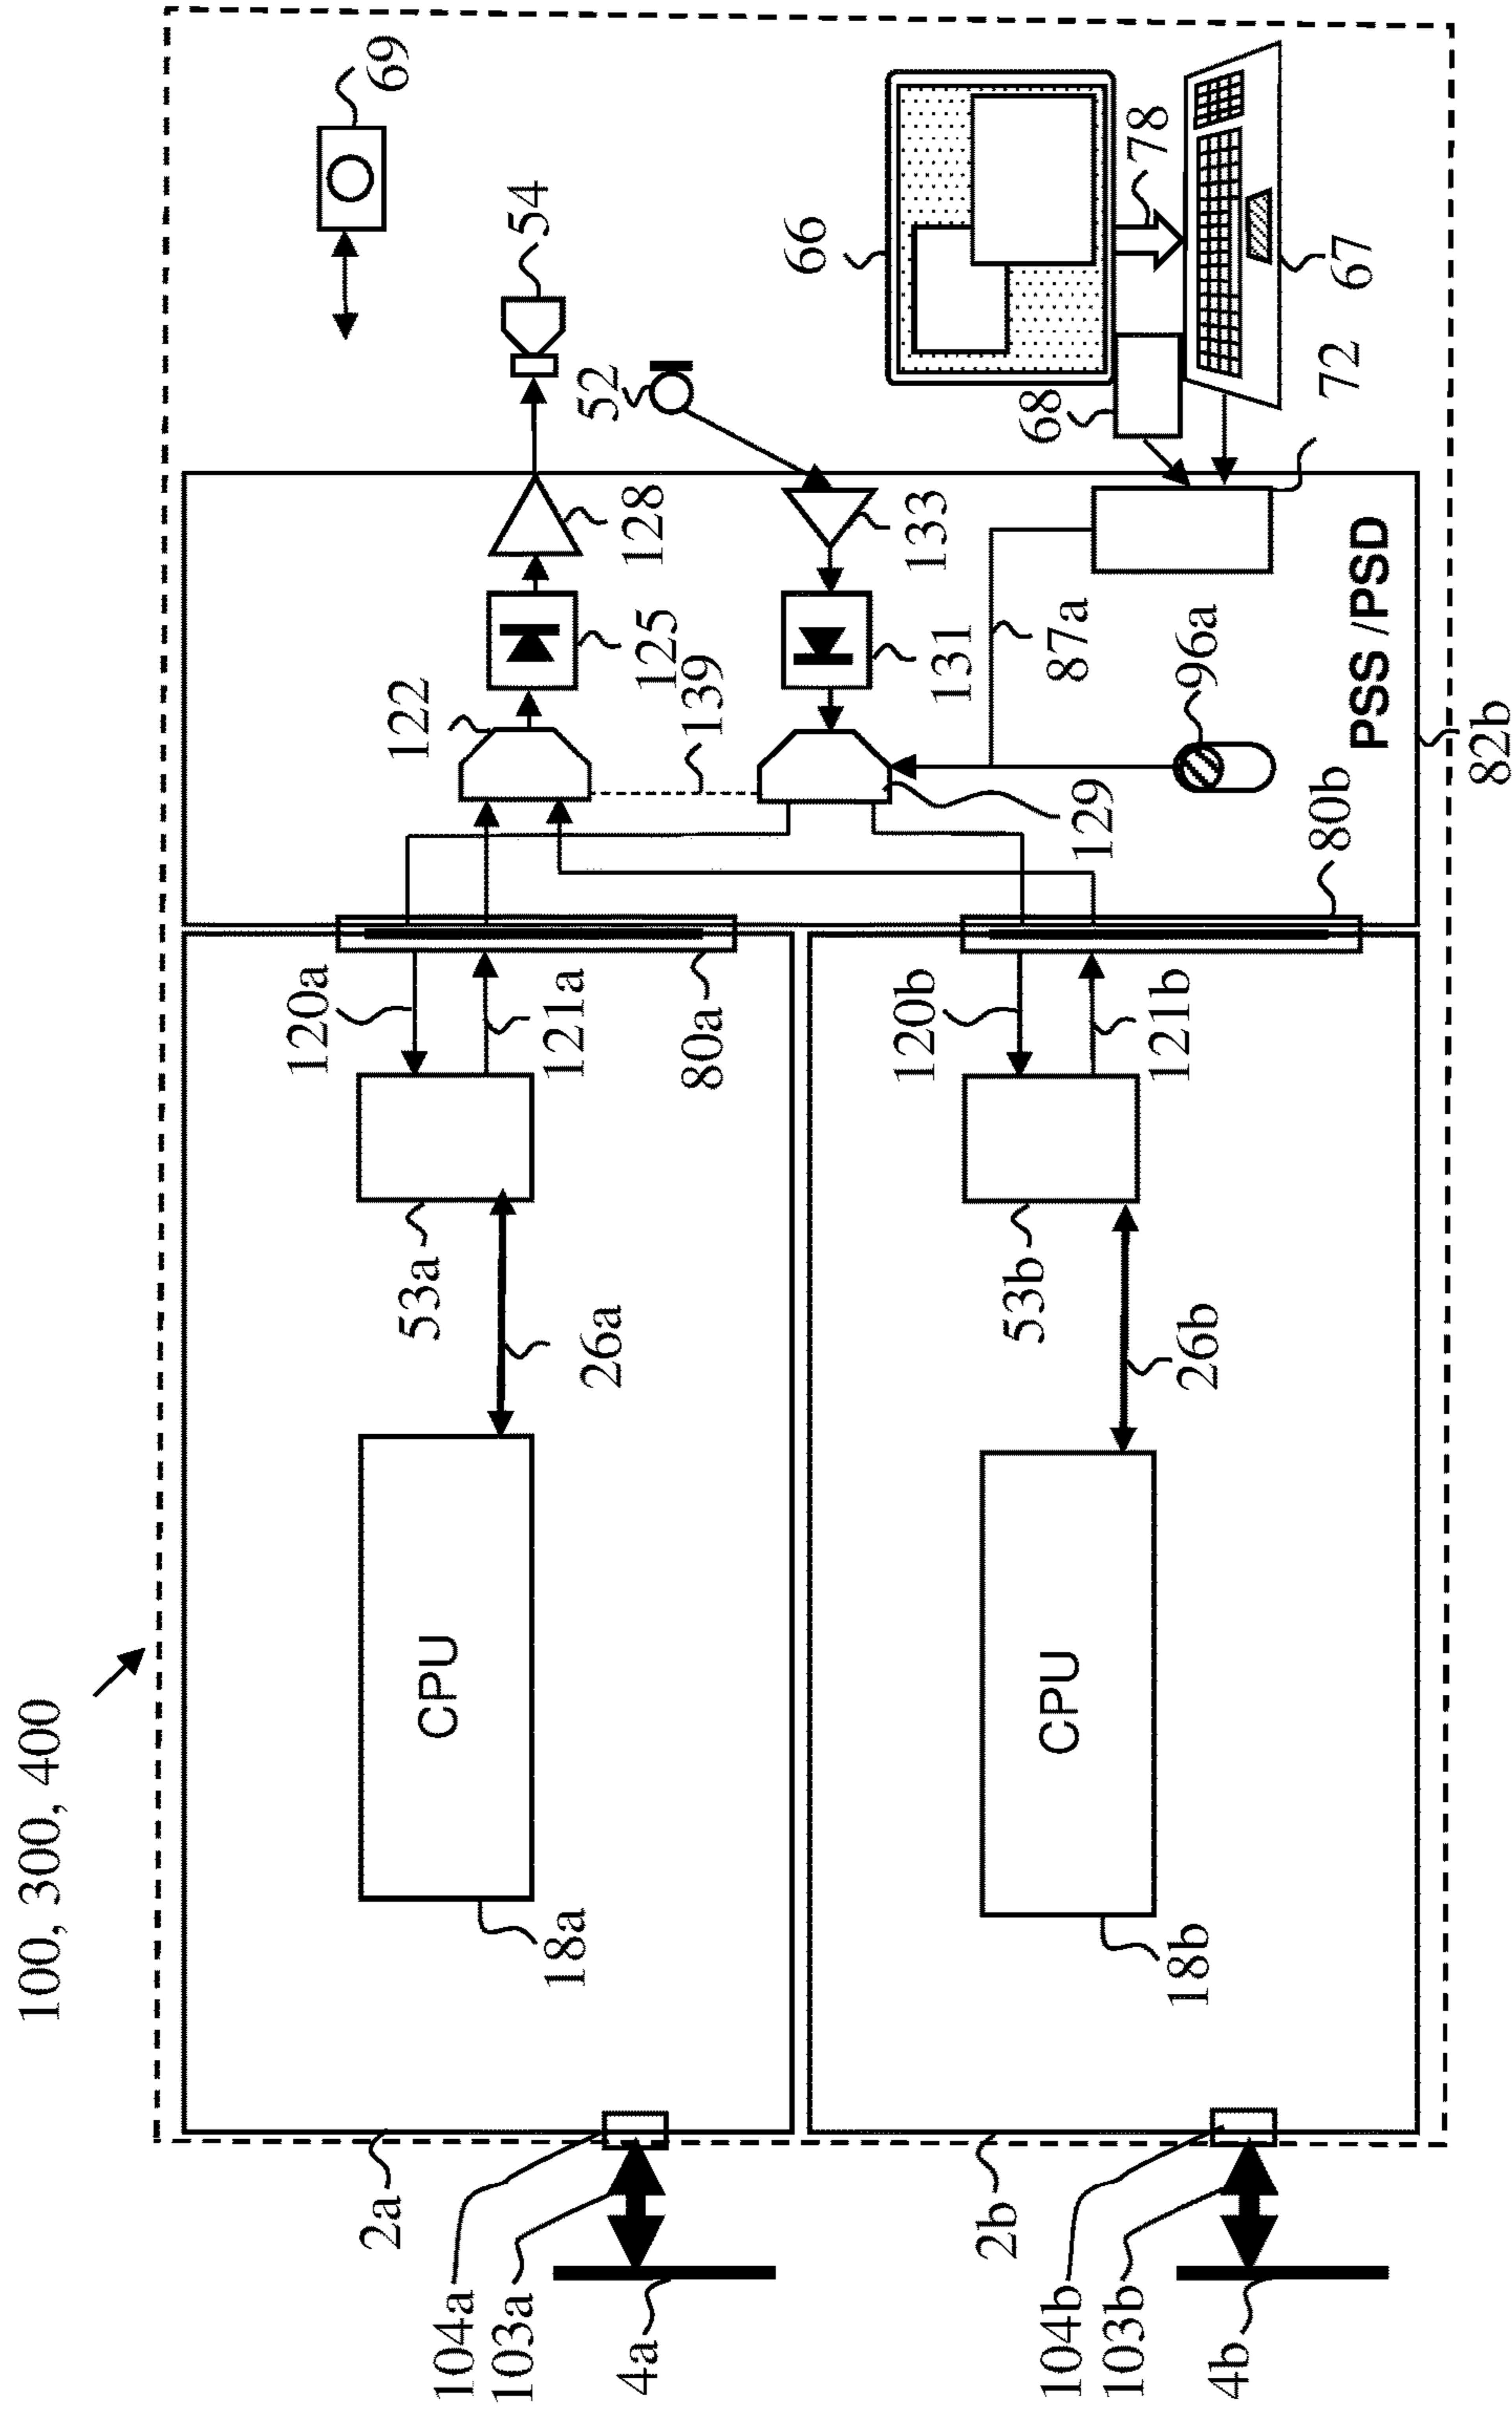 100, 300, 400
69
54
52
122
125
128
139
131
133
66
78
68
67
72
87a
96a
129
PSS /PSD
82b
80b
120a
121a
80a
53a
26a
CPU
18a
2a
104a
103a
4a
120b
121b
53b
26b
CPU
18b
2b
104b
103b
4b